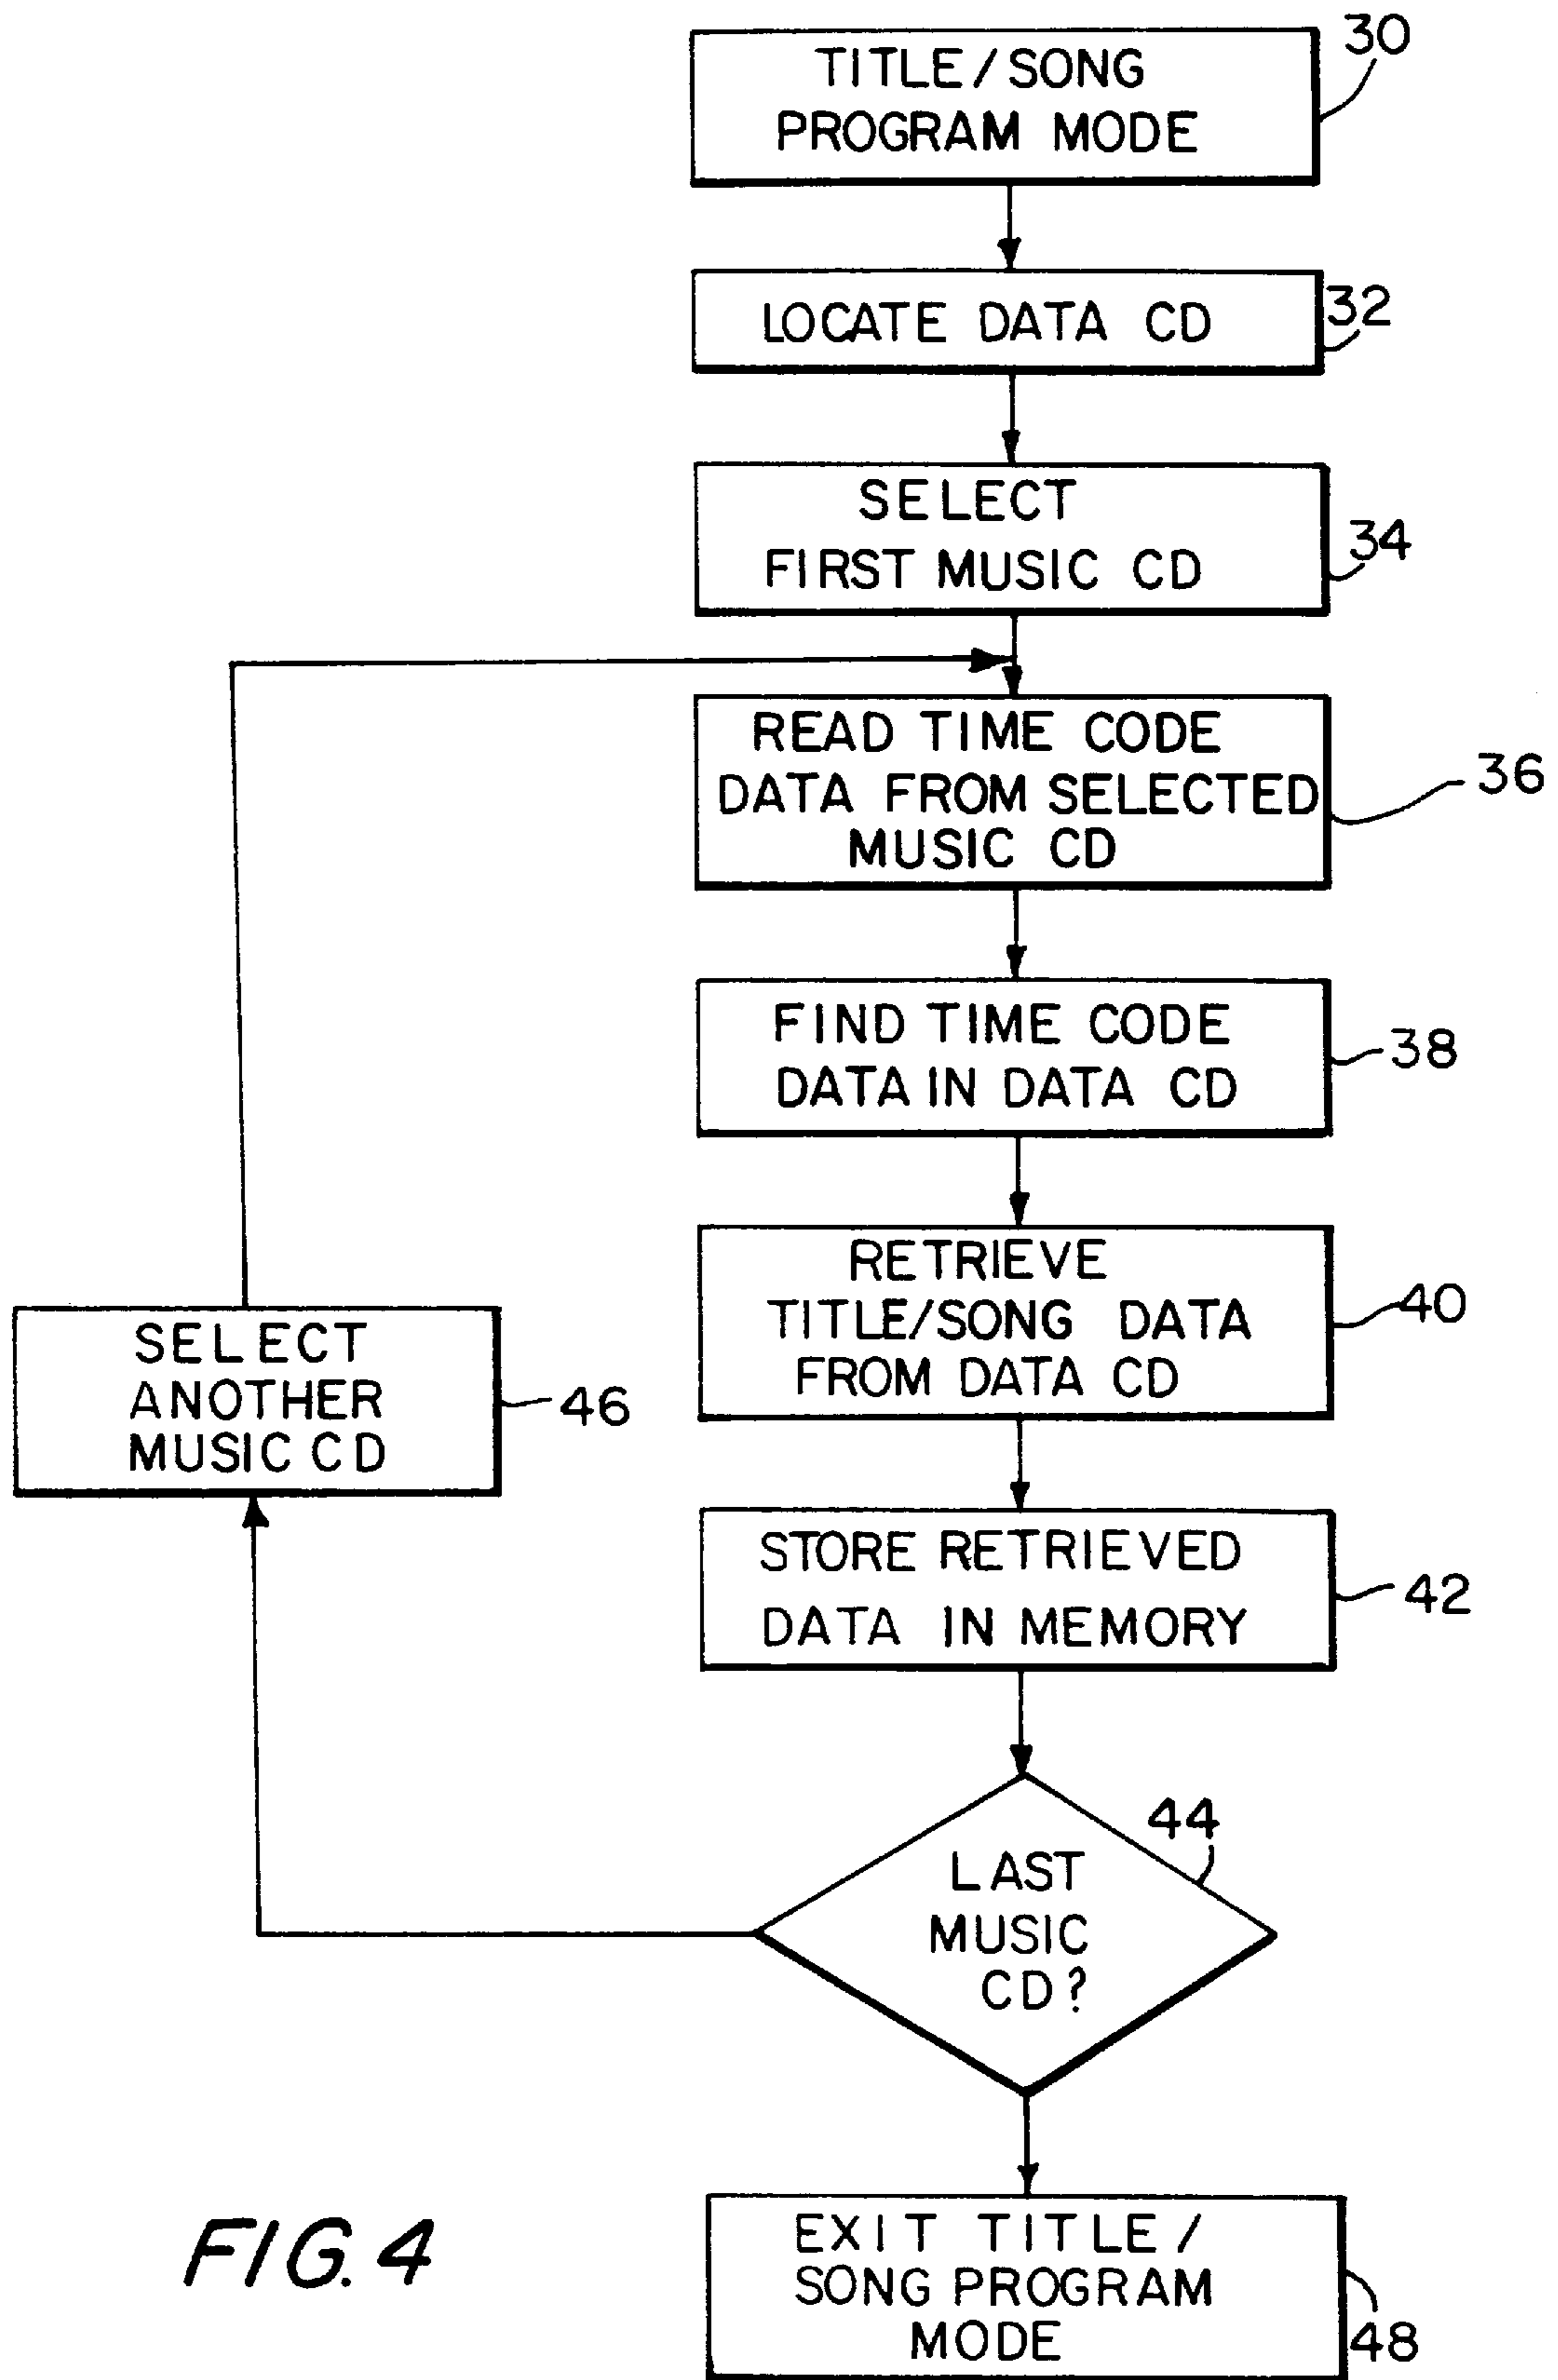 TITLE/SONG
PROGRAM MODE
30
LOCATE DATA CD
32
SELECT
FIRST MUSIC CD
34
READ TIME CODE
DATA FROM SELECTED
MUSIC CD
36
FIND TIME CODE
DATA IN DATA CD
38
RETRIEVE
TITLE/SONG DATA
FROM DATA CD
40
SELECT
ANOTHER
MUSIC CD
46
STORE RETRIEVED
DATA IN MEMORY
42
LAST
MUSIC
CD?
44
EXIT TITLE/
SONG PROGRAM
MODE
48
FIG. 4